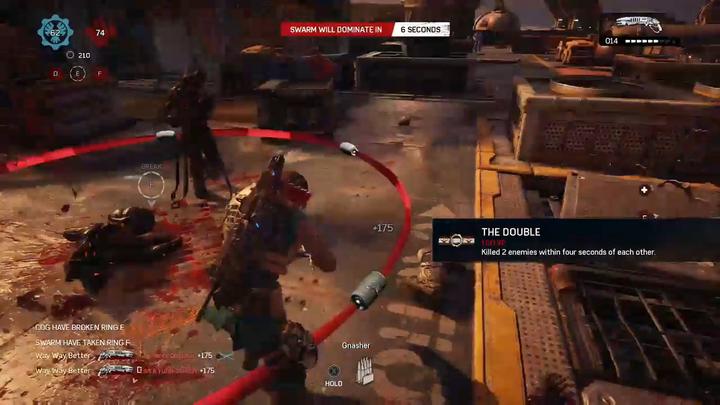 62
74
210
D E F
SWARM WILL DOMINATE IN 6 SECONDS
014
BREAK
+175
THE DOUBLE
Killed 2 enemies within four seconds of each other.
COG HAVE BROKEN RING E
SWARM HAVE TAKEN RING F
Way Way Better +175
Way Way Better +175
Gnasher
HOLD